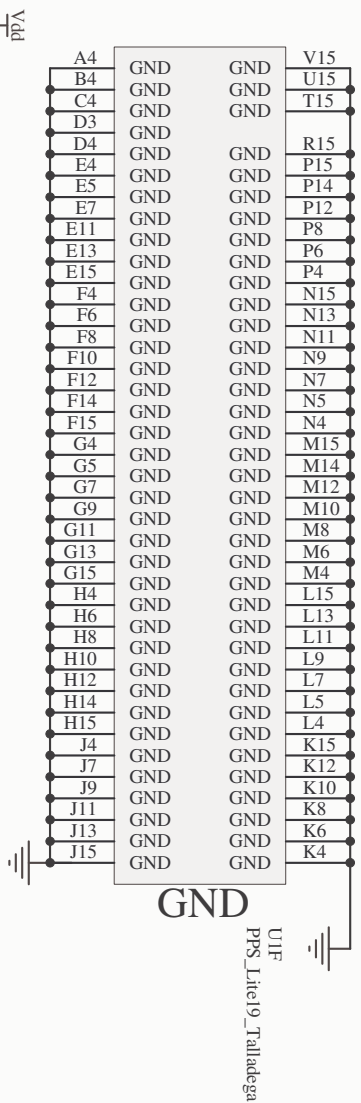 Vdd
A4 GND GND V15
B4 GND GND U15
C4 GND GND T15
D3 GND
D4 GND GND R15
E4 GND GND P15
E5 GND GND P14
E7 GND GND P12
E11 GND GND P8
E13 GND GND P6
E15 GND GND P4
F4 GND GND N15
F6 GND GND N13
F8 GND GND N11
F10 GND GND N9
F12 GND GND N7
F14 GND GND N5
F15 GND GND N4
G4 GND GND M15
G5 GND GND M14
G7 GND GND M12
G9 GND GND M10
G11 GND GND M8
G13 GND GND M6
G15 GND GND M4
H4 GND GND L15
H6 GND GND L13
H8 GND GND L11
H10 GND GND L9
H12 GND GND L7
H14 GND GND L5
H15 GND GND L4
J4 GND GND K15
J7 GND GND K12
J9 GND GND K10
J11 GND GND K8
J13 GND GND K6
J15 GND GND K4
GND
U1F
PPS_Lite19_Talladega